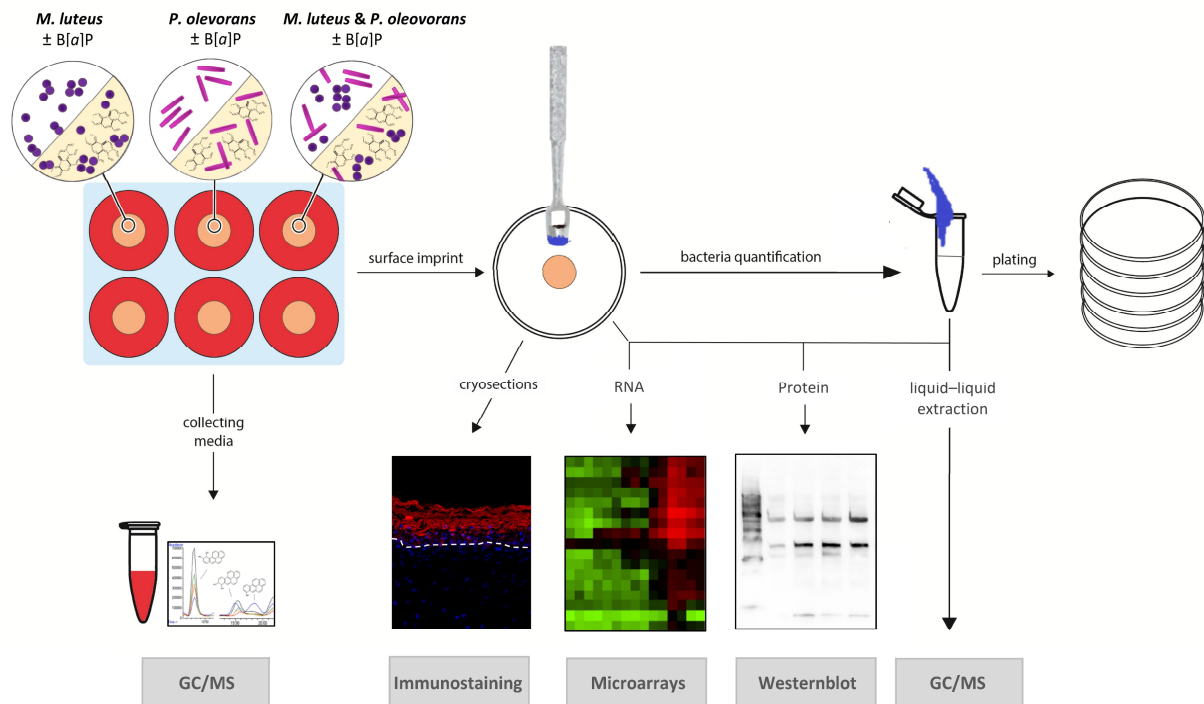 M. luteus
± B[a]P
P. olevorans
± B[a]P
M. luteus & P. oleovorans
± B[a]P
surface imprint
bacteria quantification
plating
cryosections
RNA
Protein
liquid–liquid
extraction
collecting
media
GC/MS
Immunostaining
Microarrays
Westernblot
GC/MS